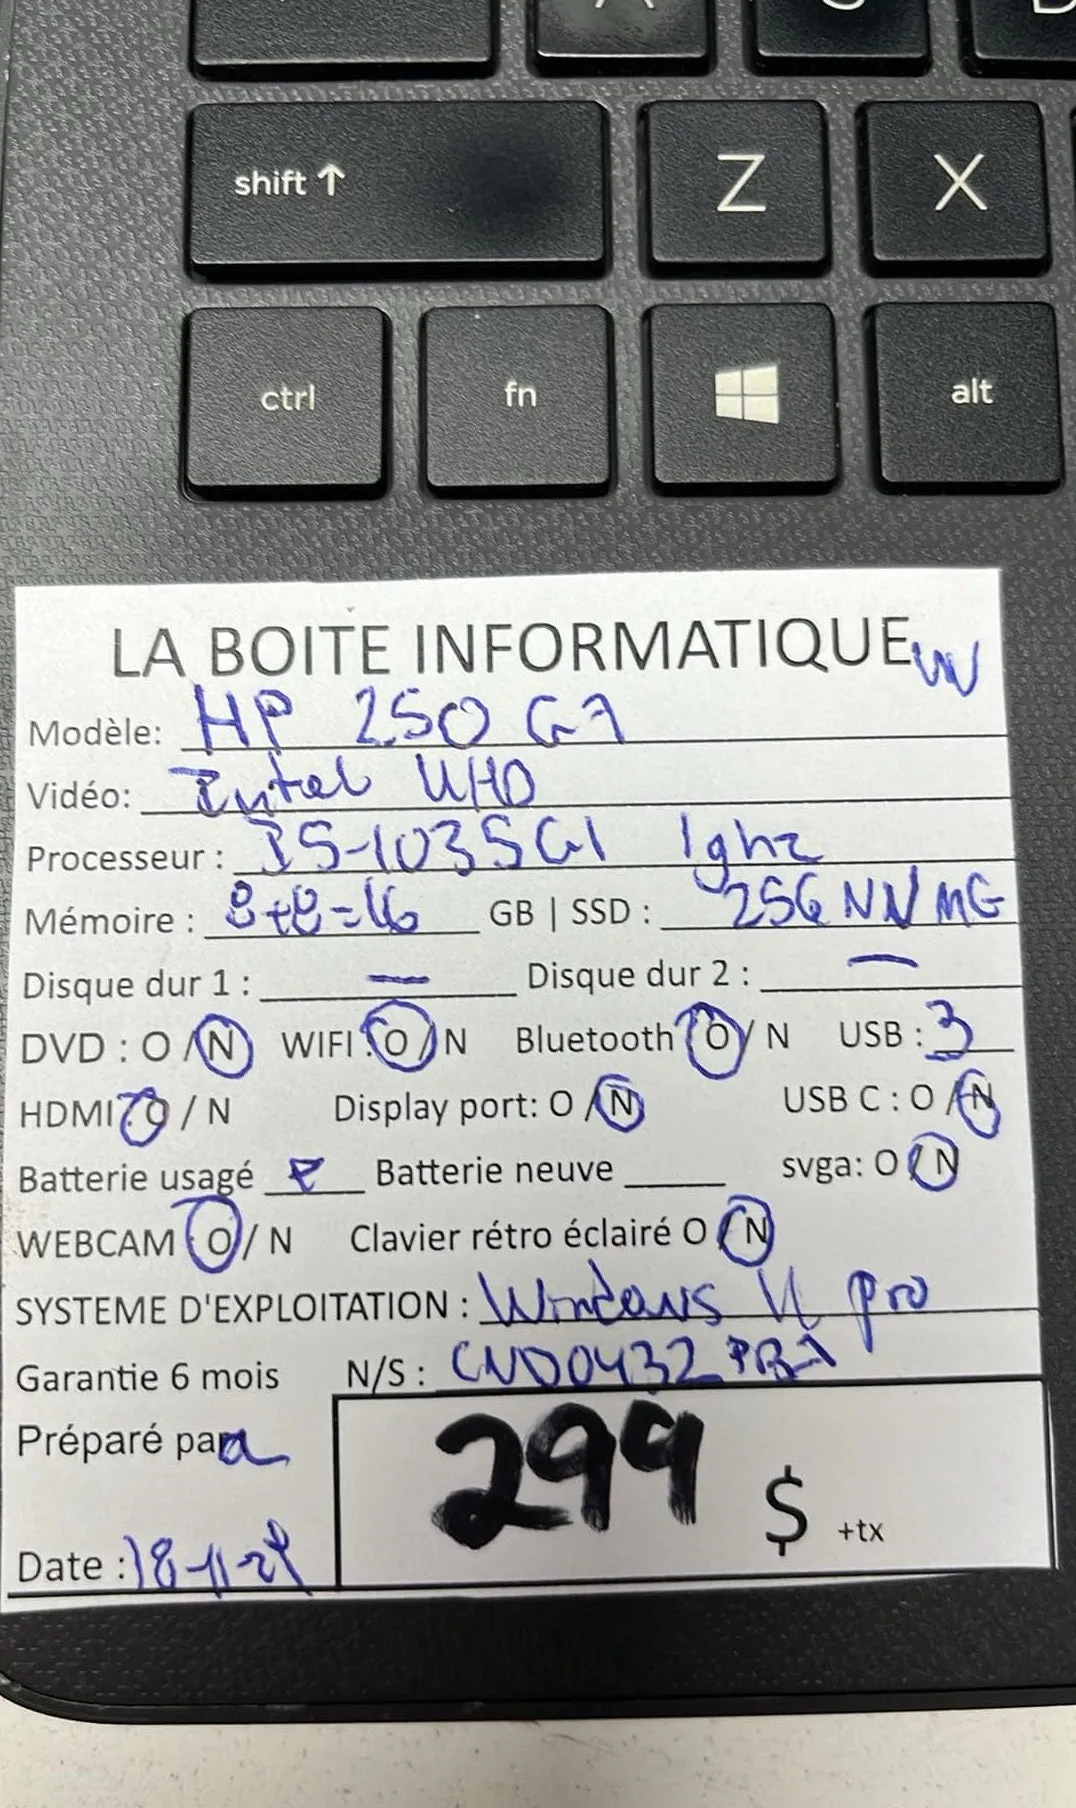 A S D
shift ↑ Z X
ctrl fn alt
LA BOITE INFORMATIQUE
Modèle: HP 250 G7
Vidéo: Intel UHD
Processeur : I5-1035G1 1ghz
Mémoire : 8+8=16 GB | SSD : 256 NVMG
Disque dur 1 : — Disque dur 2 : —
DVD : O / N WIFI : O / N Bluetooth : O / N USB : 3
HDMI : O / N Display port: O / N USB C : O / N
Batterie usagé Batterie neuve svga: O / N
WEBCAM O / N Clavier rétro éclairé O / N
SYSTEME D'EXPLOITATION : Windows 11 pro
Garantie 6 mois N/S : CND0432
Préparé par
299 $ +tx
Date : 18-11-24